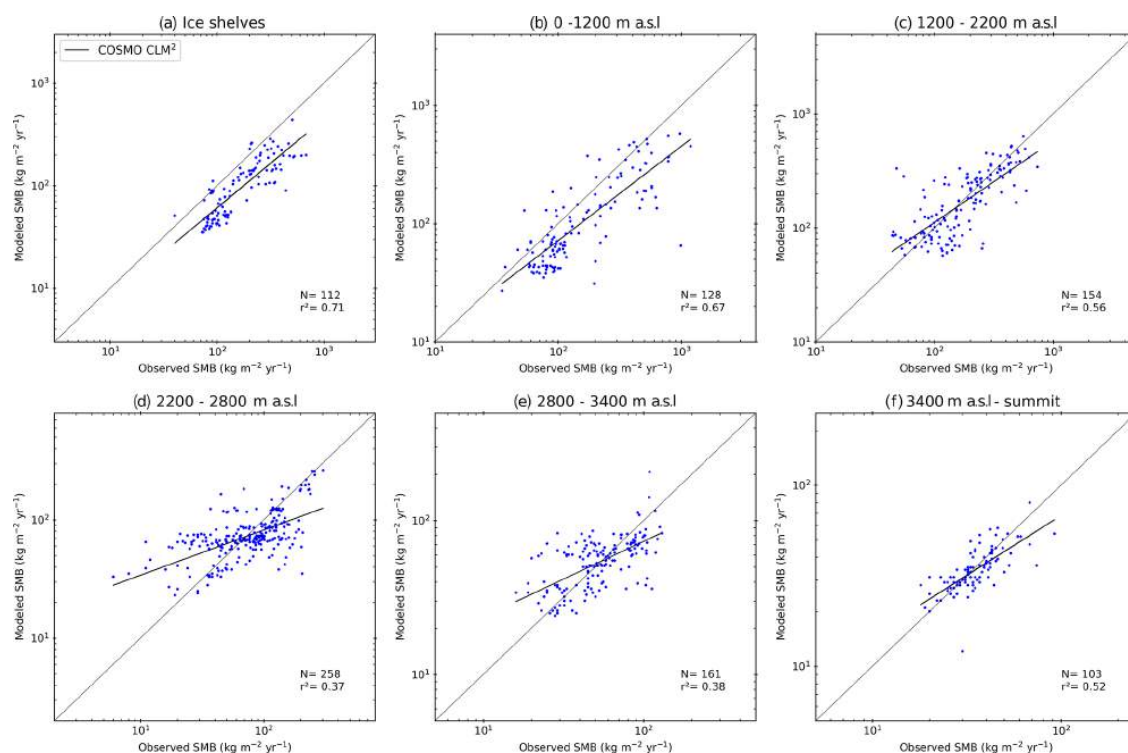 (a) Ice shelves
COSMO CLM²
Modeled SMB (kg m⁻² yr⁻¹)
10³
10²
10¹
N= 112
r²= 0.71
10¹ 10² 10³
Observed SMB (kg m⁻² yr⁻¹)
(b) 0 -1200 m a.s.l
Modeled SMB (kg m⁻² yr⁻¹)
10³
10²
10¹
N= 128
r²= 0.67
10¹ 10² 10³
Observed SMB (kg m⁻² yr⁻¹)
(c) 1200 - 2200 m a.s.l
Modeled SMB (kg m⁻² yr⁻¹)
10³
10²
10¹
N= 154
r²= 0.56
10¹ 10² 10³
Observed SMB (kg m⁻² yr⁻¹)
(d) 2200 - 2800 m a.s.l
Modeled SMB (kg m⁻² yr⁻¹)
10²
10¹
N= 258
r²= 0.37
10¹ 10²
Observed SMB (kg m⁻² yr⁻¹)
(e) 2800 - 3400 m a.s.l
Modeled SMB (kg m⁻² yr⁻¹)
10²
10¹
N= 161
r²= 0.38
10¹ 10²
Observed SMB (kg m⁻² yr⁻¹)
(f) 3400 m a.s.l - summit
Modeled SMB (kg m⁻² yr⁻¹)
10²
10¹
N= 103
r²= 0.52
10¹ 10²
Observed SMB (kg m⁻² yr⁻¹)